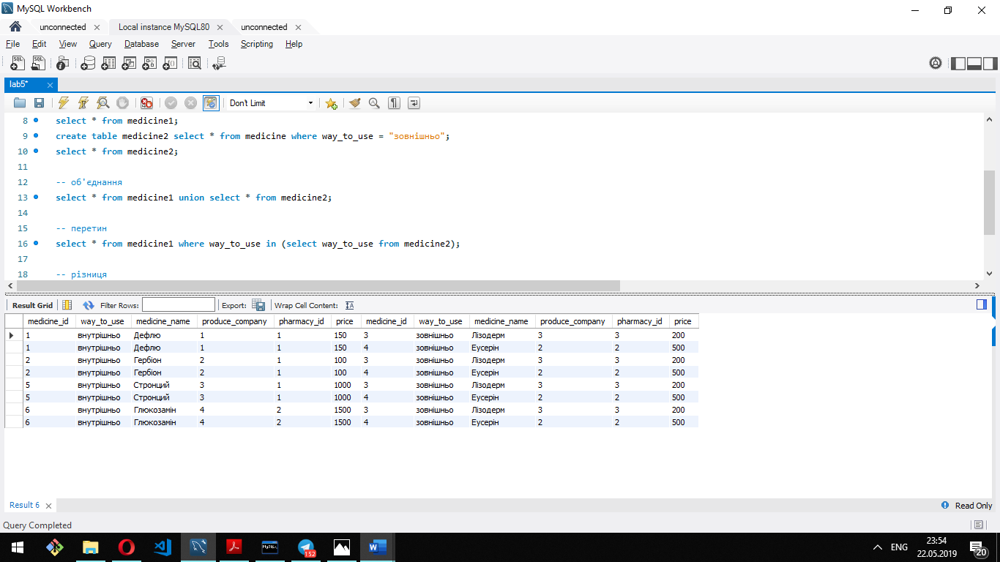 MySQL Workbench
unconnected Local instance MySQL80 unconnected
File Edit View Query Database Server Tools Scripting Help
lab5*
Don't Limit
8 select * from medicine1;
9 create table medicine2 select * from medicine where way_to_use = "зовнішньо";
10 select * from medicine2;
11
12 -- об'єднання
13 select * from medicine1 union select * from medicine2;
14
15 -- перетин
16 select * from medicine1 where way_to_use in (select way_to_use from medicine2);
17
18 -- різниця
Result Grid Filter Rows: Export: Wrap Cell Content:
medicine_id way_to_use medicine_name produce_company pharmacy_id price medicine_id way_to_use medicine_name produce_company pharmacy_id price
1 внутрішньо Дефлю 1 1 150 3 зовнішньо Лізодерм 3 3 200
1 внутрішньо Дефлю 1 1 150 4 зовнішньо Еусерін 2 2 500
2 внутрішньо Гербіон 2 1 100 3 зовнішньо Лізодерм 3 3 200
2 внутрішньо Гербіон 2 1 100 4 зовнішньо Еусерін 2 2 500
5 внутрішньо Стронций 3 1 1000 3 зовнішньо Лізодерм 3 3 200
5 внутрішньо Стронций 3 1 1000 4 зовнішньо Еусерін 2 2 500
6 внутрішньо Глюкозамін 4 2 1500 3 зовнішньо Лізодерм 3 3 200
6 внутрішньо Глюкозамін 4 2 1500 4 зовнішньо Еусерін 2 2 500
Result 6 Read Only
Query Completed
152
ENG
23:54
22.05.2019
20